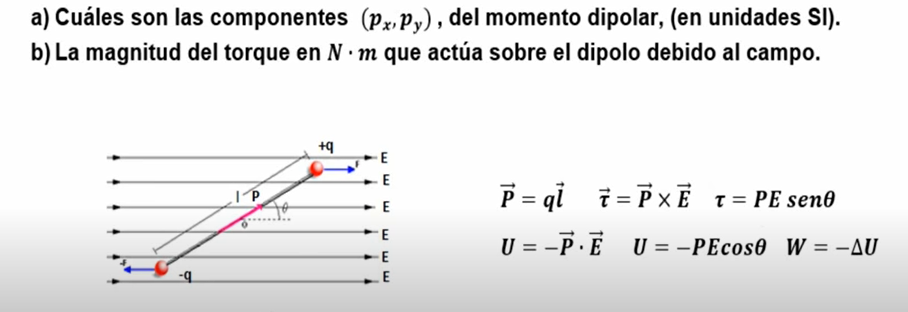 a) Cuáles son las componentes (pₓ, p_y) , del momento dipolar, (en unidades SI).
b) La magnitud del torque en N · m que actúa sobre el dipolo debido al campo.
+q
E
F
E
l P
E
θ
E
-F
E
-q
E
P⃗ = ql⃗ τ⃗ = P⃗ × E⃗ τ = PE senθ
U = −P⃗ · E⃗ U = −PEcosθ W = −ΔU